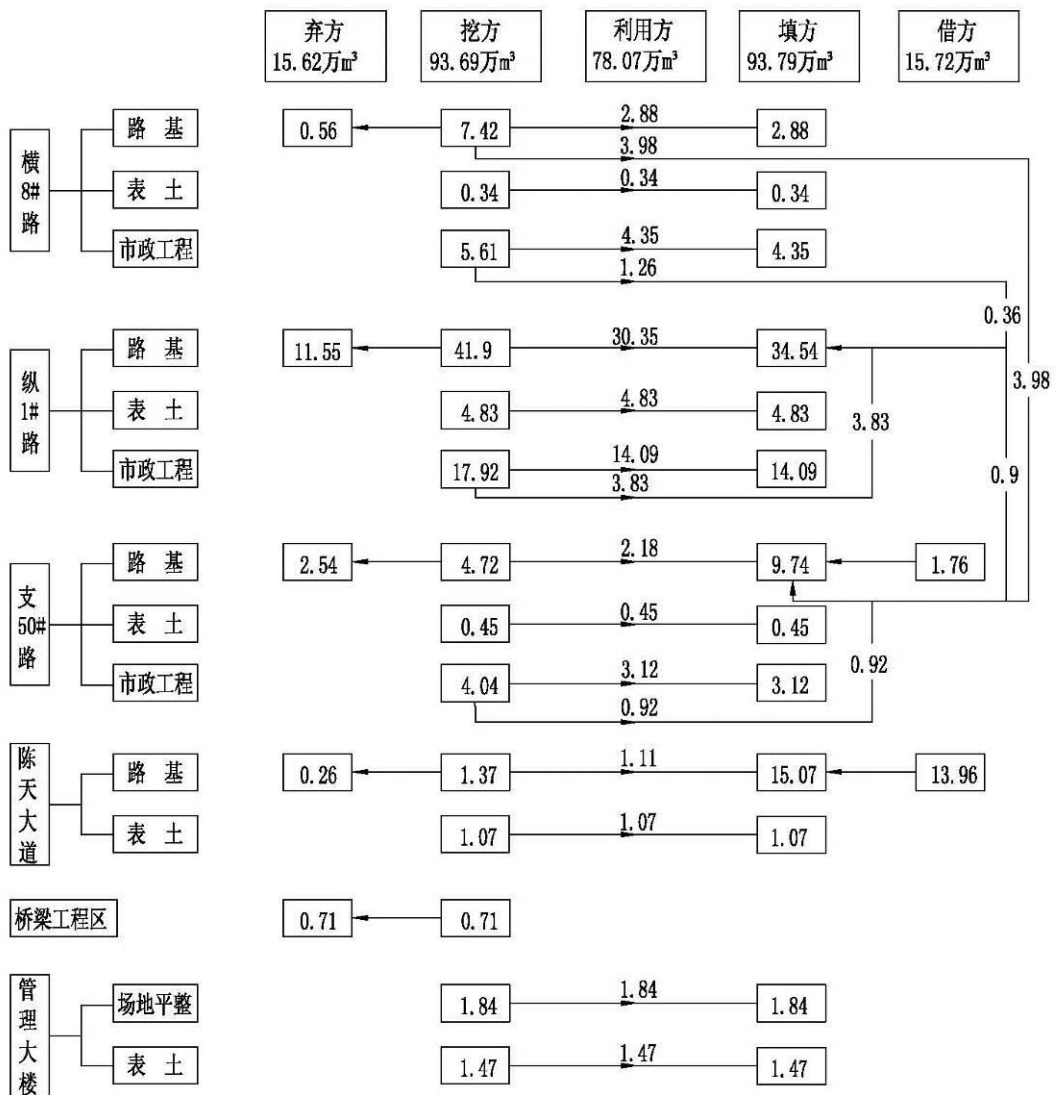 弃方 挖方 利用方 填方 借方
15.62万m³ 93.69万m³ 78.07万m³ 93.79万m³ 15.72万m³
横8#路
路 基 0.56 7.42 2.88 2.88
3.98
表 土 0.34 0.34 0.34
市政工程 5.61 4.35 4.35
1.26
0.36
3.98
纵1#路
路 基 11.55 41.9 30.35 34.54
表 土 4.83 4.83 4.83
3.83
市政工程 17.92 14.09 14.09
3.83
0.9
支50#路
路 基 2.54 4.72 2.18 9.74 1.76
表 土 0.45 0.45 0.45
0.92
市政工程 4.04 3.12 3.12
0.92
陈天大道
路 基 0.26 1.37 1.11 15.07 13.96
表 土 1.07 1.07 1.07
桥梁工程区 0.71 0.71
管理大楼
场地平整 1.84 1.84 1.84
表 土 1.47 1.47 1.47